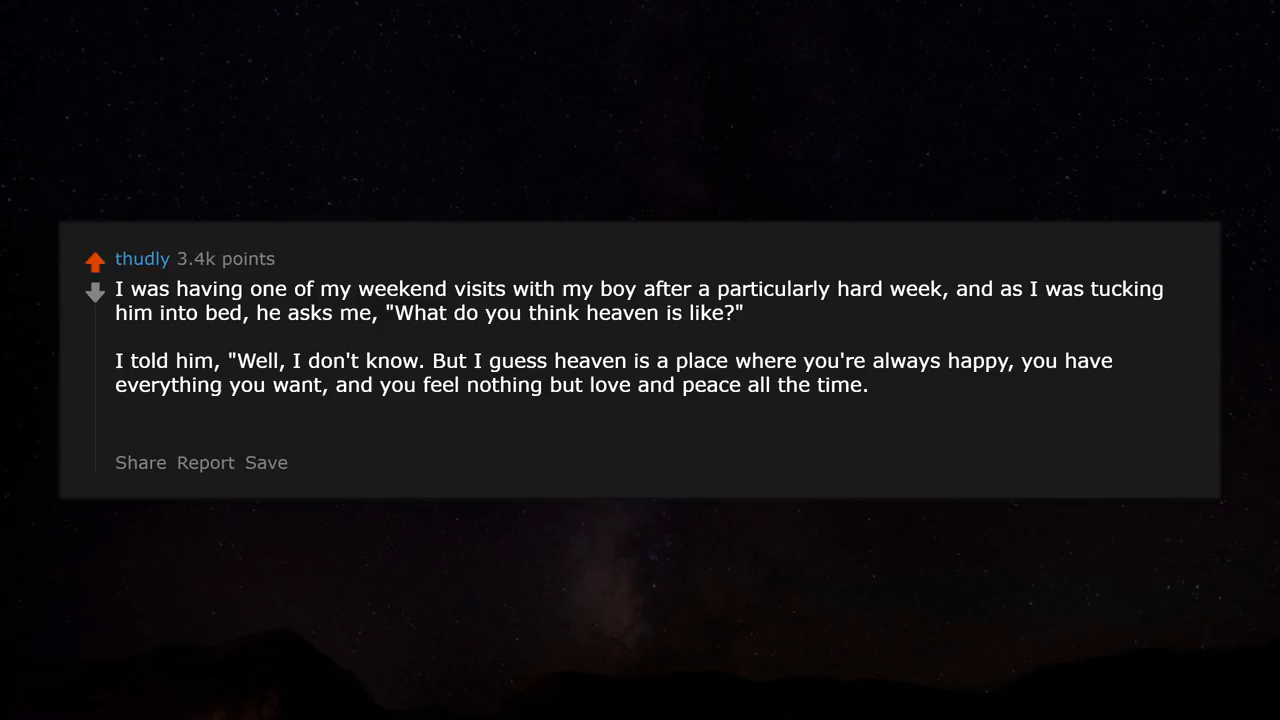 thudly 3.4k points
I was having one of my weekend visits with my boy after a particularly hard week, and as I was tucking
him into bed, he asks me, "What do you think heaven is like?"
I told him, "Well, I don't know. But I guess heaven is a place where you're always happy, you have
everything you want, and you feel nothing but love and peace all the time.
Share Report Save